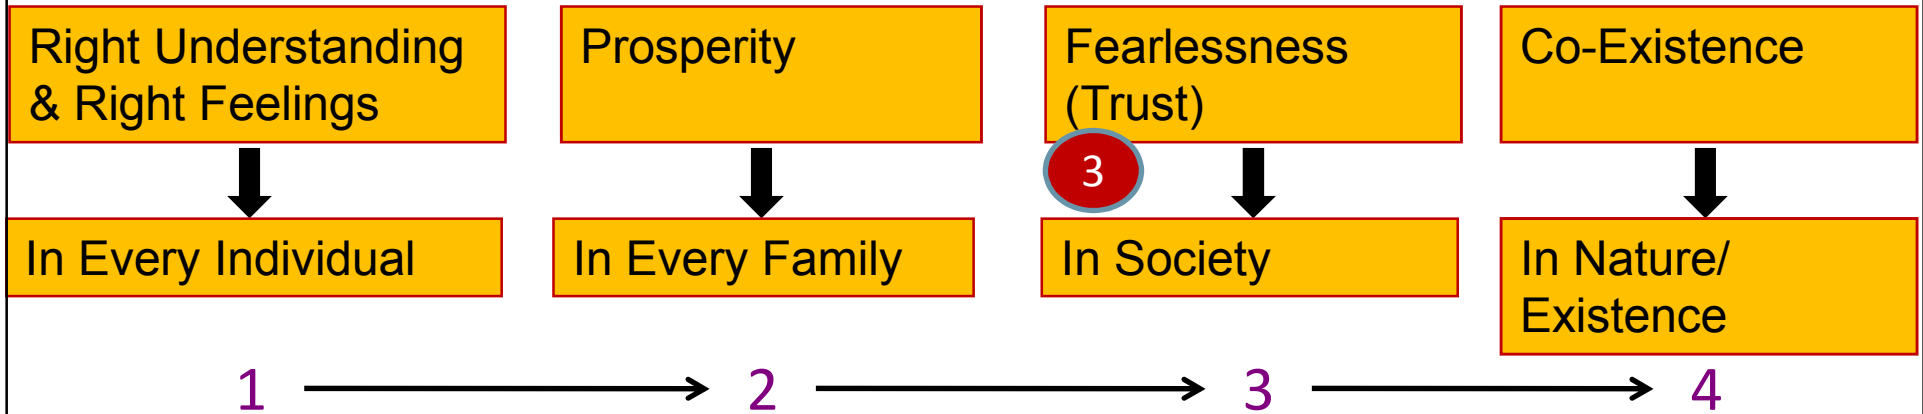 Right Understanding
& Right Feelings
Prosperity
Fearlessness
(Trust)
Co-Existence
3
In Every Individual
In Every Family
In Society
In Nature/
Existence
1
2
3
4